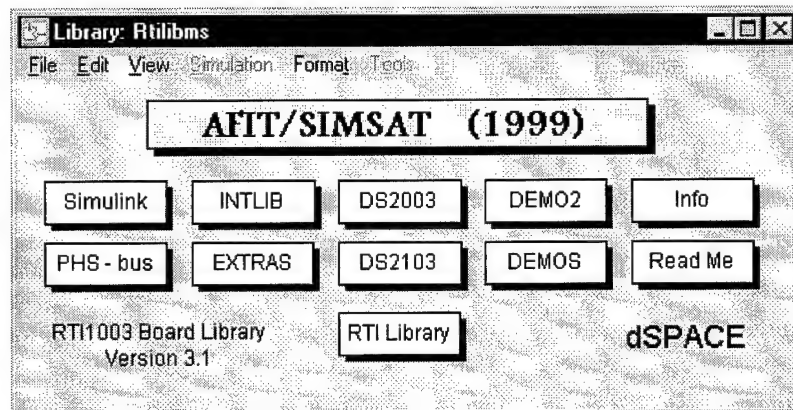 Library: Rtilibms
File Edit View Simulation Format Tools
AFIT/SIMSAT (1999)
Simulink INTLIB DS2003 DEMO2 Info
PHS - bus EXTRAS DS2103 DEMOS Read Me
RTI1003 Board Library
Version 3.1
RTI Library
dSPACE